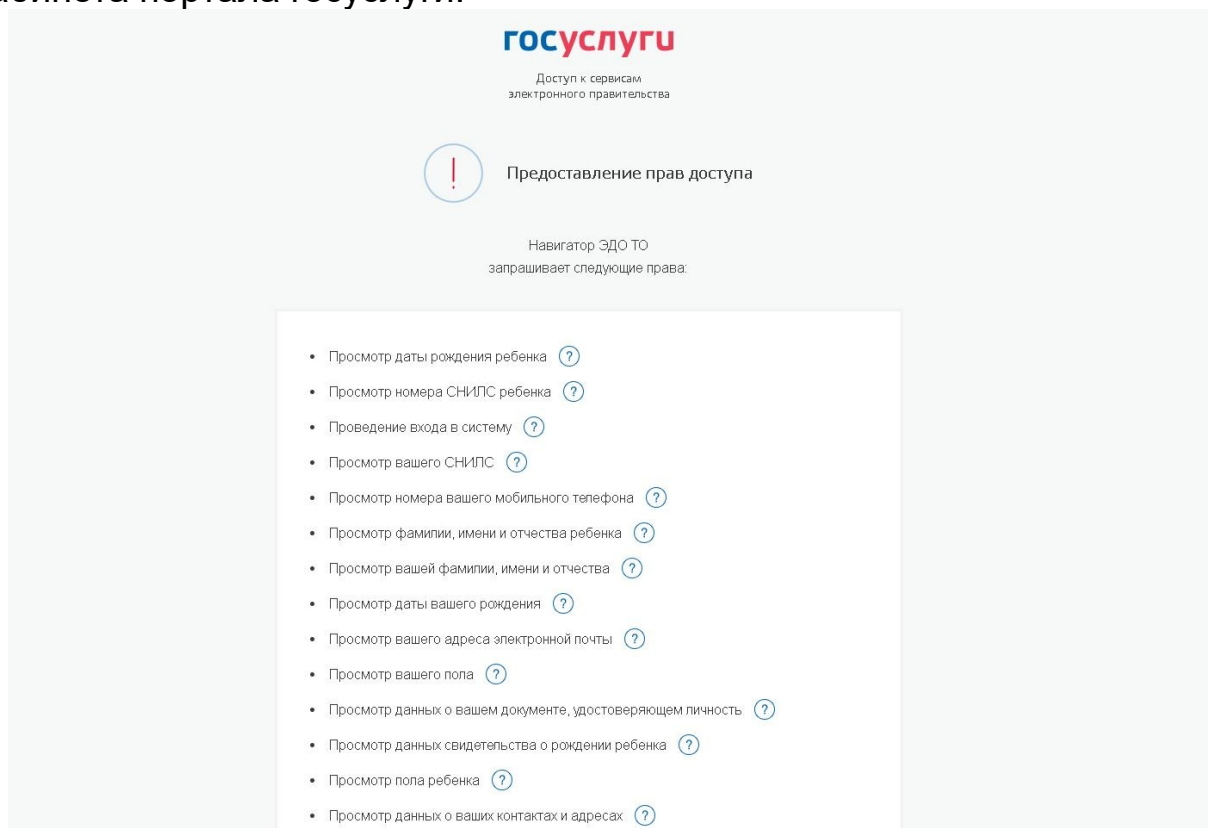 портала госуслуги.
госуслуги
Доступ к сервисам
электронного правительства
Предоставление прав доступа
Навигатор ЭДО ТО
запрашивает следующие права:
• Просмотр даты рождения ребенка ?
• Просмотр номера СНИЛС ребенка ?
• Проведение входа в систему ?
• Просмотр вашего СНИЛС ?
• Просмотр номера вашего мобильного телефона ?
• Просмотр фамилии, имени и отчества ребенка ?
• Просмотр вашей фамилии, имени и отчества ?
• Просмотр даты вашего рождения ?
• Просмотр вашего адреса электронной почты ?
• Просмотр вашего пола ?
• Просмотр данных о вашем документе, удостоверяющем личность ?
• Просмотр данных свидетельства о рождении ребенка ?
• Просмотр пола ребенка ?
• Просмотр данных о ваших контактах и адресах ?